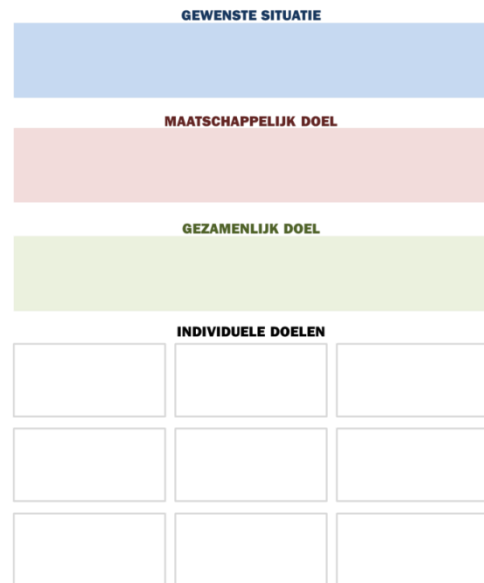 GEWENSTE SITUATIE
MAATSCHAPPELIJK DOEL
GEZAMENLIJK DOEL
INDIVIDUELE DOELEN